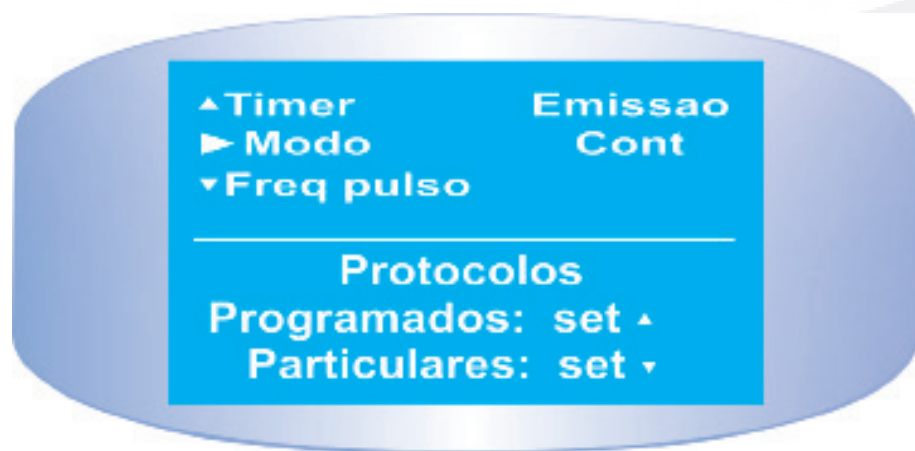 ▲Timer Emissao
►Modo Cont
▼Freq pulso
Protocolos
Programados: set ▲
Particulares: set ▼